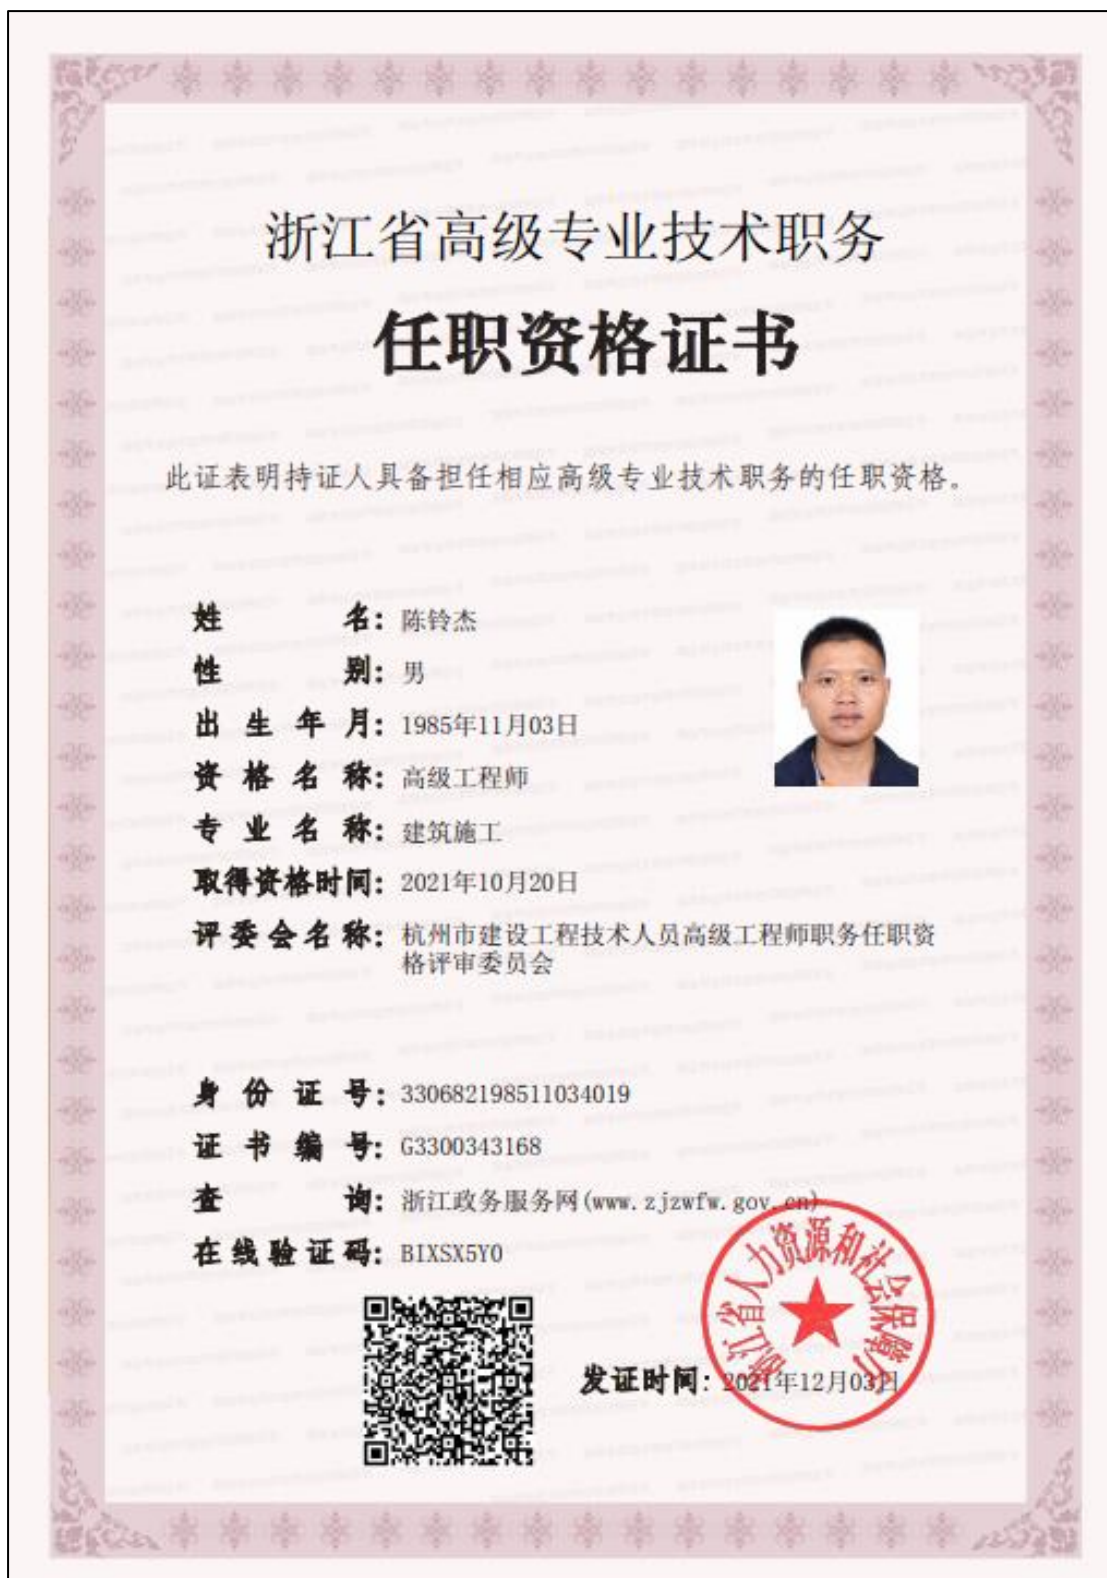 浙江省高级专业技术职务
任职资格证书
此证表明持证人具备担任相应高级专业技术职务的任职资格。
姓名：陈铃杰
性别：男
出生年月：1985年11月03日
资格名称：高级工程师
专业名称：建筑施工
取得资格时间：2021年10月20日
评委会名称：杭州市建设工程技术人员高级工程师职务任职资
格评审委员会
身份证号：330682198511034019
证书编号：G3300343168
查询：浙江政务服务网(www.zjzwfw.gov.cn)
在线验证码：BIXSX5Y0
浙江省人力资源和社会保障厅
发证时间：2021年12月03日